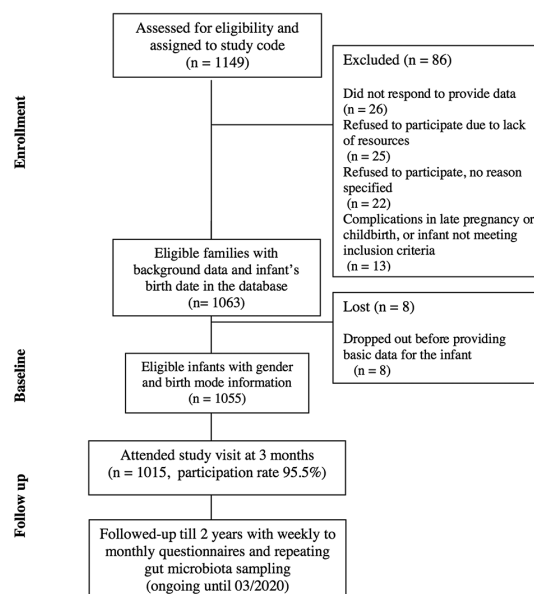 Assessed for eligibility and
assigned to study code
(n = 1149)
Enrollment
Excluded (n = 86)
Did not respond to provide data
(n = 26)
Refused to participate due to lack
of resources
(n = 25)
Refused to participate, no reason
specified
(n = 22)
Complications in late pregnancy or
childbirth, or infant not meeting
inclusion criteria
(n = 13)
Eligible families with
background data and infant's
birth date in the database
(n= 1063)
Lost (n = 8)
Dropped out before providing
basic data for the infant
(n = 8)
Baseline
Eligible infants with gender
and birth mode information
(n = 1055)
Follow up
Attended study visit at 3 months
(n = 1015, participation rate 95.5%)
Followed-up till 2 years with weekly to
monthly questionnaires and repeating
gut microbiota sampling
(ongoing until 03/2020)